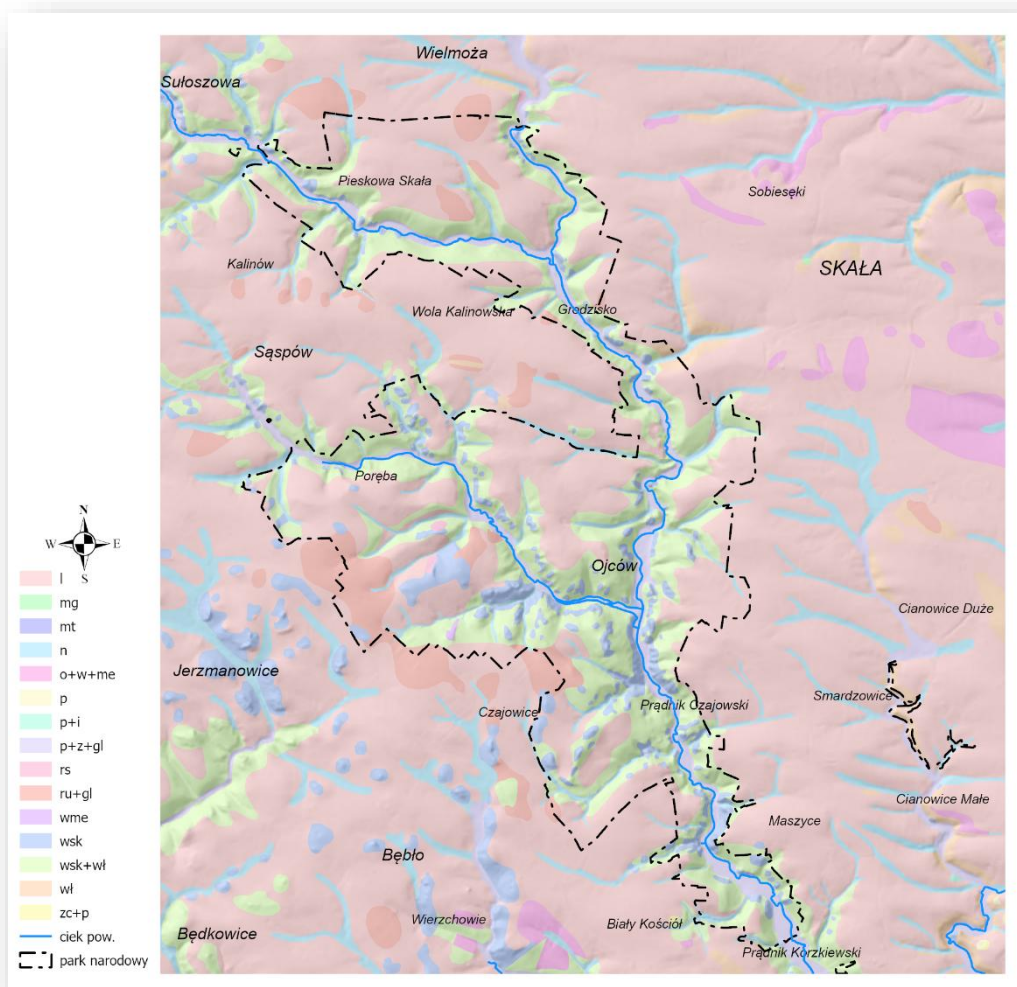 Wielmoża
Sułoszowa
Pieskowa Skała
Sobiesęki
Kalinów
SKAŁA
Wola Kalinowska
Grodzisko
Sąspów
Poręba
Ojców
Cianowice Duże
Jerzmanowice
Smardzowice
Czajowice
Prądnik Czajowski
Cianowice Małe
Maszyce
Bębło
Wierzchowie
Biały Kościół
Będkowice
Prądnik Korzkiewski
N
W
E
S
l
mg
mt
n
o+w+me
p
p+i
p+z+gl
rs
ru+gl
wme
wsk
wsk+wł
wł
zc+p
ciek pow.
park narodowy